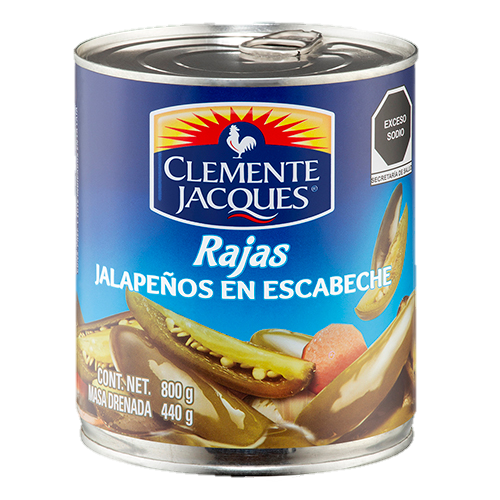 EXCESO
SODIO
SECRETARÍA DE SALUD
CLEMENTE
JACQUES®
Rajas
JALAPEÑOS EN ESCABECHE
CONT. NET. 800 g
MASA DRENADA 440 g